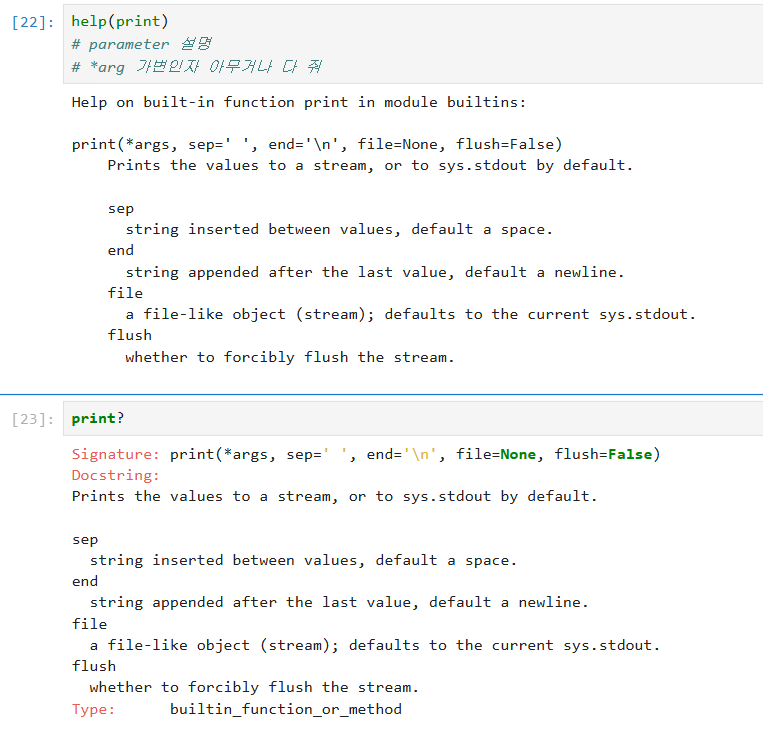 [22]: help(print)
# parameter 설명
# *arg 가변인자 아무거나 다 줘
Help on built-in function print in module builtins:
print(*args, sep=' ', end='\n', file=None, flush=False)
Prints the values to a stream, or to sys.stdout by default.
sep
string inserted between values, default a space.
end
string appended after the last value, default a newline.
file
a file-like object (stream); defaults to the current sys.stdout.
flush
whether to forcibly flush the stream.
[23]: print?
Signature: print(*args, sep=' ', end='\n', file=None, flush=False)
Docstring:
Prints the values to a stream, or to sys.stdout by default.
sep
string inserted between values, default a space.
end
string appended after the last value, default a newline.
file
a file-like object (stream); defaults to the current sys.stdout.
flush
whether to forcibly flush the stream.
Type: builtin_function_or_method